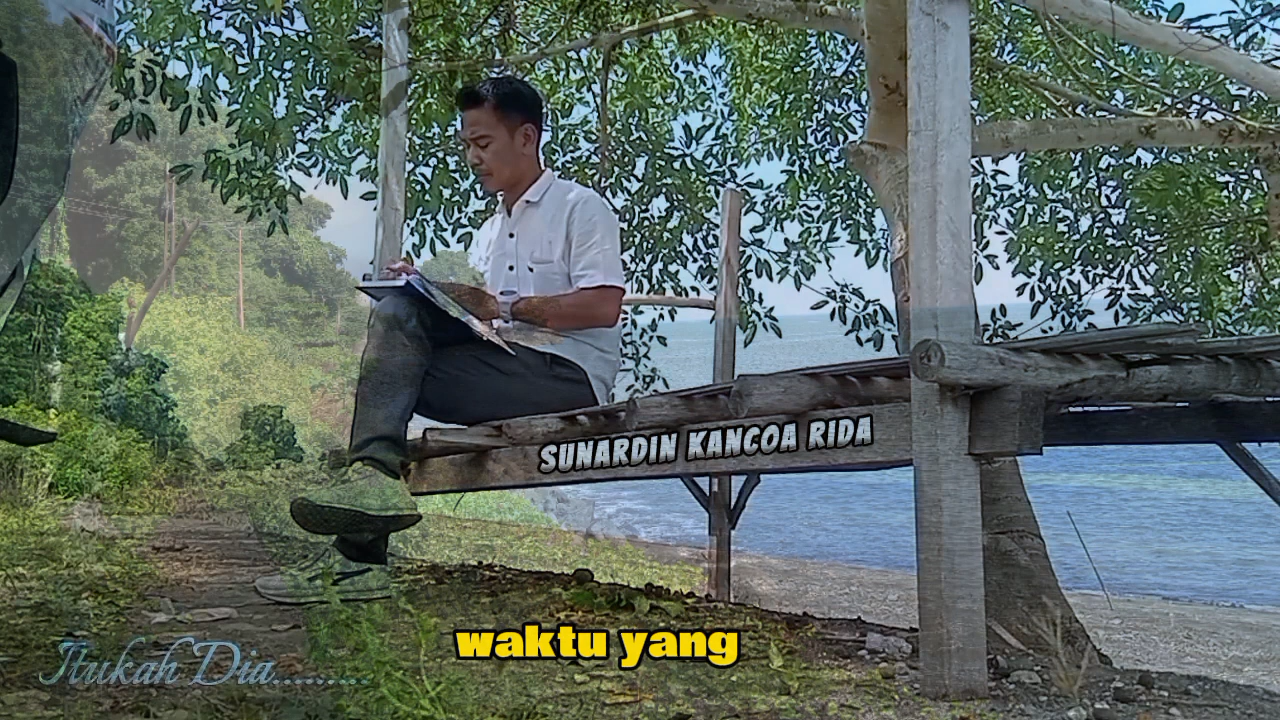 SUNARDIN KANCOA RIDA
waktu yang
Itukah Dia.........